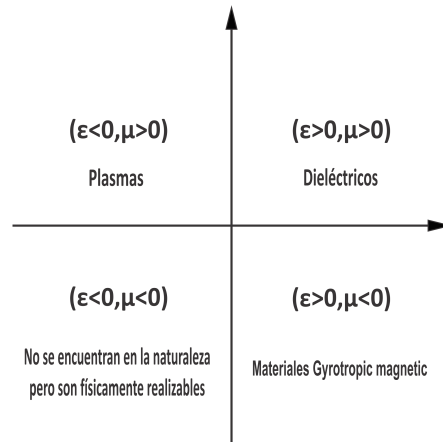 (ε<0,μ>0)
Plasmas
(ε>0,μ>0)
Dieléctricos
(ε<0,μ<0)
No se encuentran en la naturaleza
pero son físicamente realizables
(ε>0,μ<0)
Materiales Gyrotropic magnetic